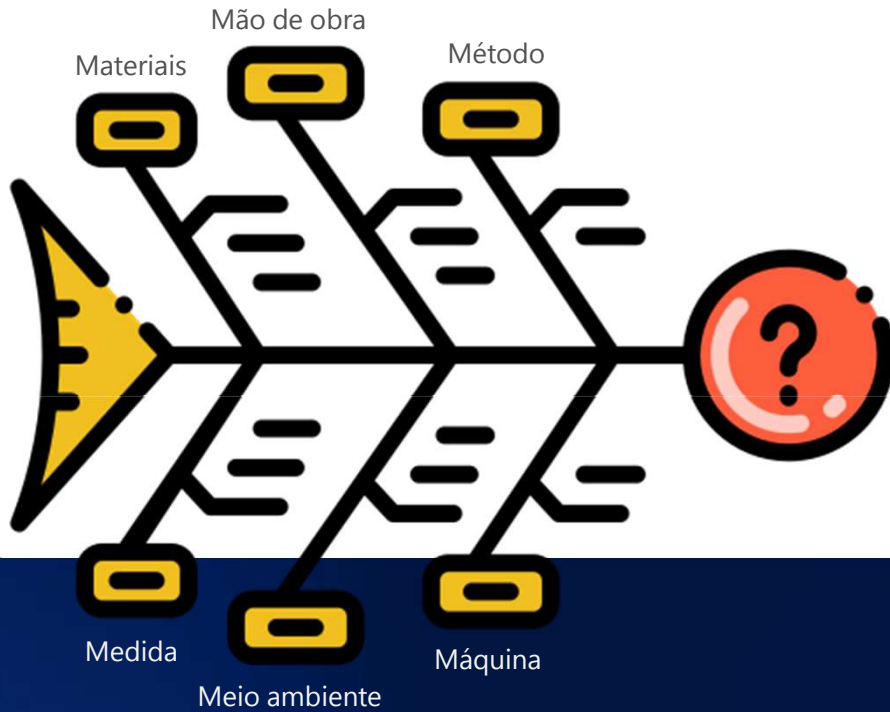 Mão de obra
Materiais
Método
?
Medida
Máquina
Meio ambiente